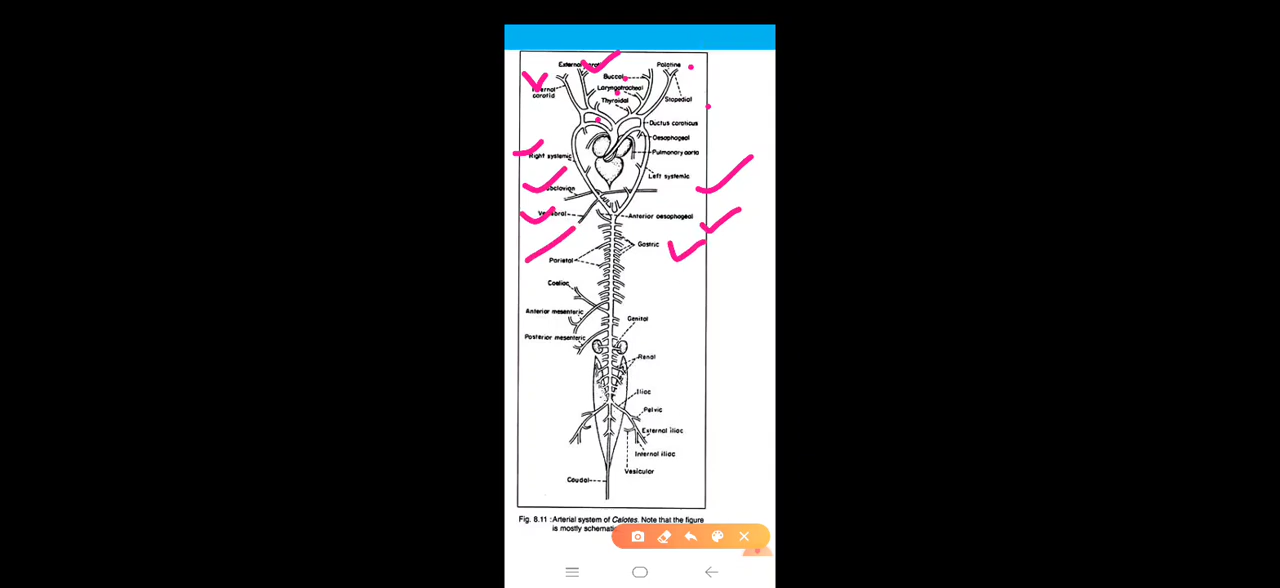 External
Palatine
Buccal
Laryngotracheal
carotid
Thyroidal
Stapedial
Ductus caroticus
Oesophageal
Pulmonary aorta
Right systemic
Left systemic
Vertebral
Anterior oesophageal
Gastric
Parietal
Coeliac
Anterior mesenteric
Genital
Posterior mesenteric
Renal
Iliac
Pelvic
External iliac
Internal iliac
Vesicular
Caudal
Fig. 8.11 : Arterial system of Calotes. Note that the figure
is mostly